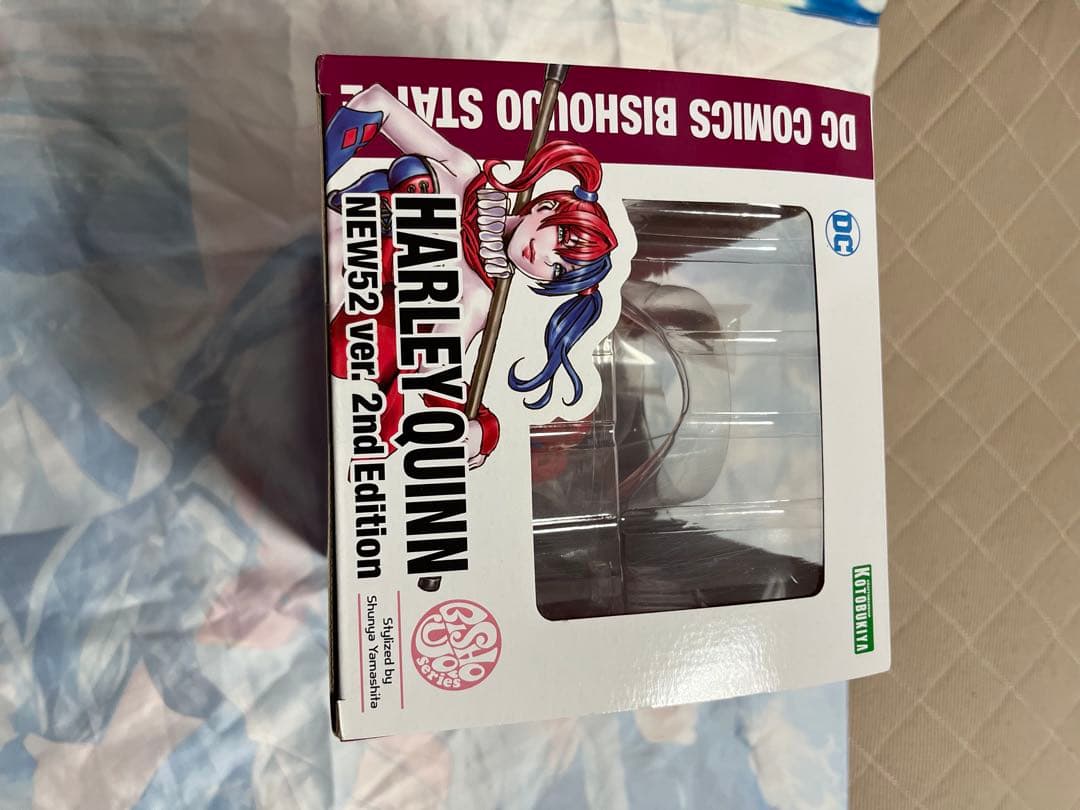 DC COMICS BISHOUJO STATUE
DC
HARLEY QUINN
NEW52 ver. 2nd Edition
BISHOUJO
series
Stylized by
Shunya Yamashita
KOTOBUKIYA